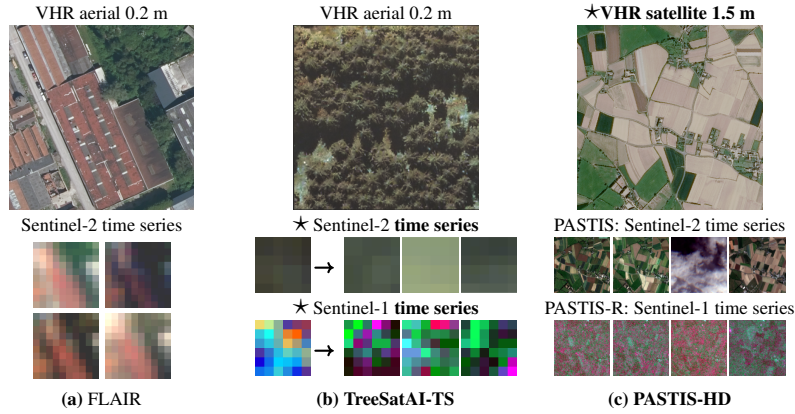 VHR aerial 0.2 m
Sentinel-2 time series
(a) FLAIR
VHR aerial 0.2 m
★ Sentinel-2 time series
★ Sentinel-1 time series
(b) TreeSatAI-TS
★VHR satellite 1.5 m
PASTIS: Sentinel-2 time series
PASTIS-R: Sentinel-1 time series
(c) PASTIS-HD